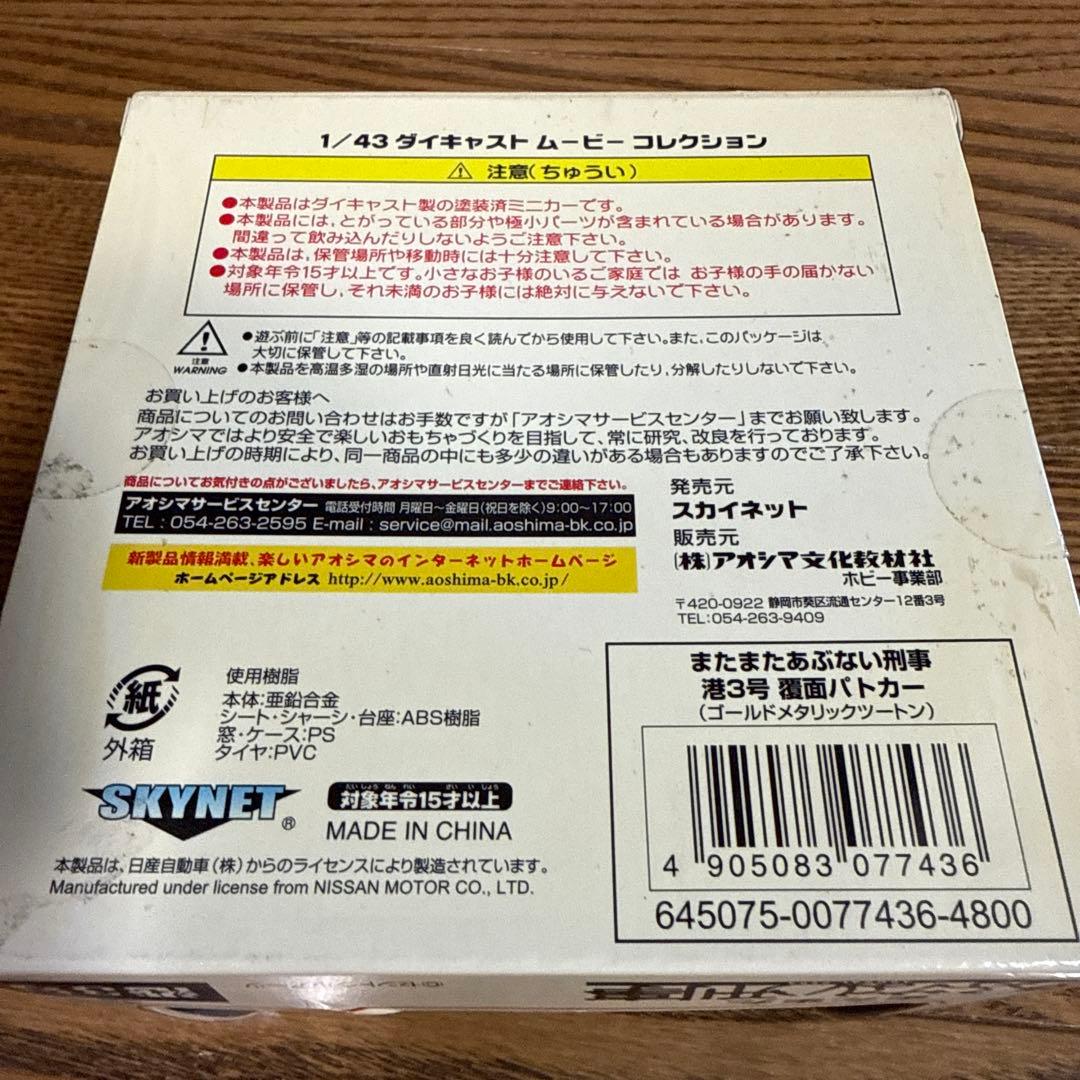 1/43 ダイキャスト ムービー コレクション
⚠ 注意(ちゅうい)
●本製品はダイキャスト製の塗装済ミニカーです。
●本製品には,とがっている部分や極小パーツが含まれている場合があります。
間違って飲み込んだりしないようご注意下さい。
●本製品は,保管場所や移動時には十分注意して下さい。
●対象年令15才以上です。小さなお子様のいるご家庭では お子様の手の届かない
場所に保管し,それ未満のお子様には絶対に与えないで下さい。
注意
WARNING
●遊ぶ前に「注意」等の記載事項を良く読んでから使用して下さい。また、このパッケージは、
大切に保管して下さい。
●本製品を高温多湿の場所や直射日光に当たる場所に保管したり,分解したりしないで下さい。
お買い上げのお客様へ
商品についてのお問い合わせはお手数ですが「アオシマサービスセンター」までお願い致します。
アオシマではより安全で楽しいおもちゃづくりを目指して、常に研究、改良を行っております。
お買い上げの時期により、同一商品の中にも多少の違いがある場合もありますのでご了承下さい。
商品についてお気付きの点がございましたら、アオシマサービスセンターまでご連絡下さい。
アオシマサービスセンター 電話受付時間 月曜日~金曜日(祝日を除く)9:00~17:00
TEL : 054-263-2595 E-mail : service@mail.aoshima-bk.co.jp
新製品情報満載、楽しいアオシマのインターネットホームページ
ホームページアドレス http://www.aoshima-bk.co.jp/
発売元
スカイネット
販売元
(株)アオシマ文化教材社
ホビー事業部
〒420-0922 静岡市葵区流通センター12番3号
TEL:054-263-9409
紙
外箱
使用樹脂
本体:亜鉛合金
シート・シャーシ・台座:ABS樹脂
窓・ケース:PS
タイヤ:PVC
SKYNET®
対象年令15才以上
MADE IN CHINA
本製品は、日産自動車(株)からのライセンスにより製造されています。
Manufactured under license from NISSAN MOTOR CO., LTD.
またまたあぶない刑事
港3号 覆面パトカー
(ゴールドメタリックツートン)
4 905083 077436
645075-0077436-4800